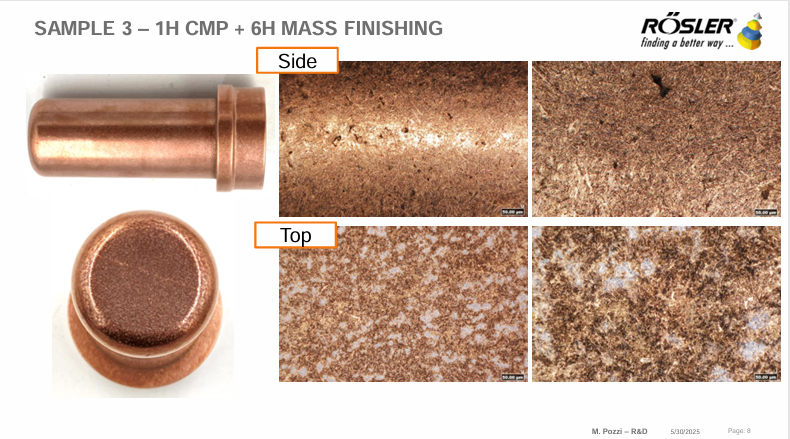 SAMPLE 3 – 1H CMP + 6H MASS FINISHING
RÖSLER
finding a better way ...
Side
Top
M. Pozzi – R&D
5/30/2025
Page: 8